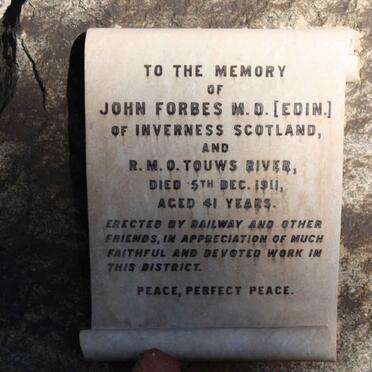 TO THE MEMORY
OF
JOHN FORBES M.D. [EDIN.]
OF INVERNESS SCOTLAND,
AND
R.M.O. TOUWS RIVER,
DIED 5TH DEC. 1911,
AGED 41 YEARS.
ERECTED BY RAILWAY AND OTHER
FRIENDS, IN APPRECIATION OF MUCH
FAITHFUL AND DEVOTED WORK IN
THIS DISTRICT.
PEACE, PERFECT PEACE.